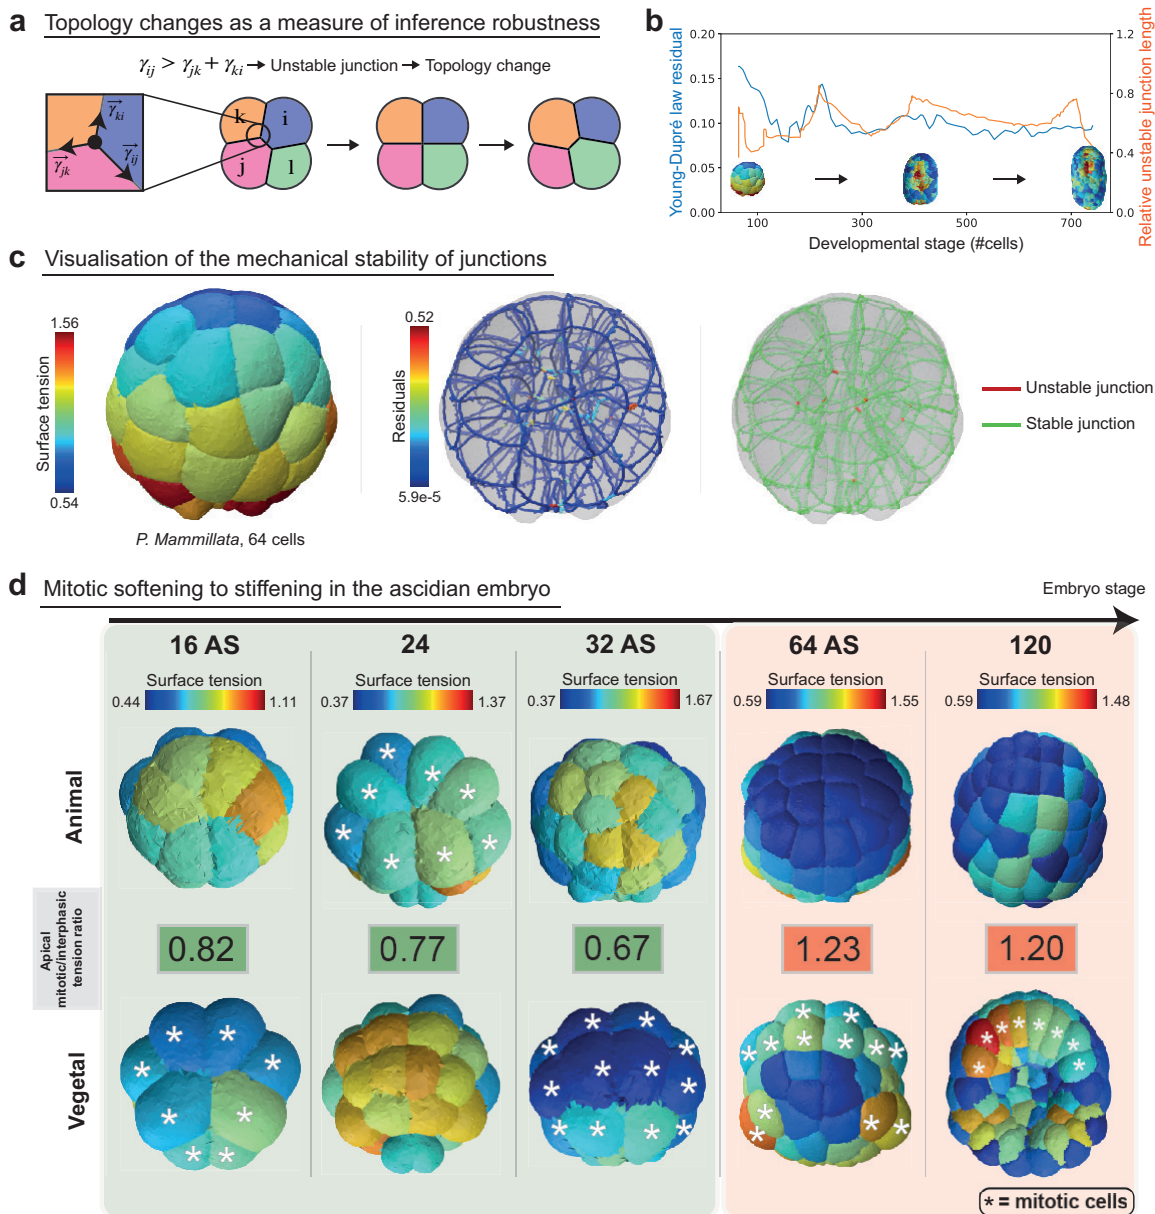 a Topology changes as a measure of inference robustness
γij > γjk + γki → Unstable junction → Topology change
γki
γjk
γij
k i
j l
b
Young-Dupré law residual
0.20
0.15
0.10
0.05
0.00
Relative unstable junction length
1.2
0.8
0.4
0.0
100 300 500 700
Developmental stage (#cells)
c Visualisation of the mechanical stability of junctions
Surface tension
1.56
0.54
P. Mammillata, 64 cells
Residuals
0.52
5.9e-5
Unstable junction
Stable junction
d Mitotic softening to stiffening in the ascidian embryo
Embryo stage
16 AS 24 32 AS 64 AS 120
Surface tension Surface tension Surface tension Surface tension Surface tension
0.44 1.11 0.37 1.37 0.37 1.67 0.59 1.55 0.59 1.48
Animal
* * * * * * * *
Apical
mitotic/interphasic
tension ratio
0.82 0.77 0.67 1.23 1.20
Vegetal
* = mitotic cells